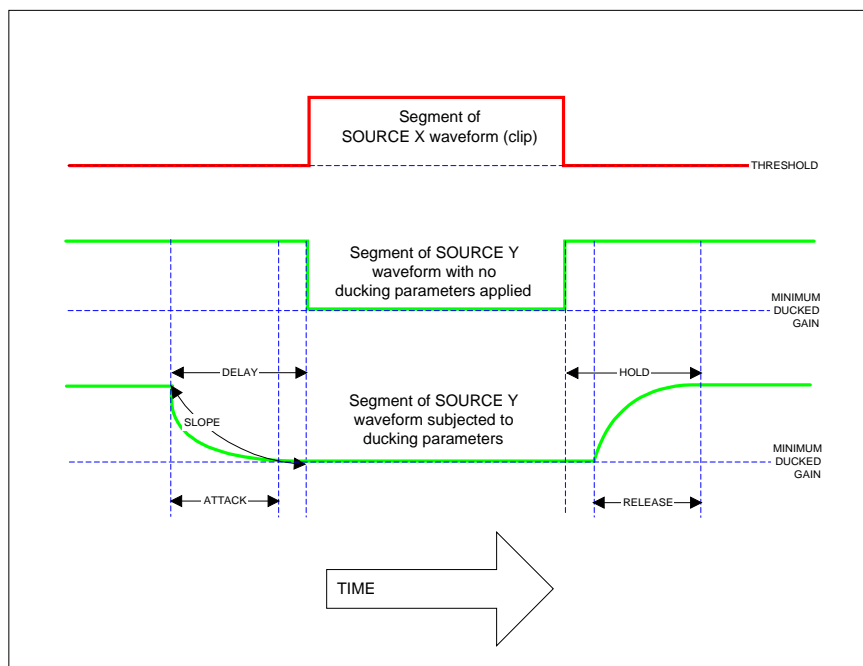 Segment of
SOURCE X waveform (clip)
THRESHOLD
Segment of SOURCE Y
waveform with no
ducking parameters applied
MINIMUM
DUCKED
GAIN
DELAY
HOLD
SLOPE
Segment of SOURCE Y
waveform subjected to
ducking parameters
MINIMUM
DUCKED
GAIN
ATTACK
RELEASE
TIME